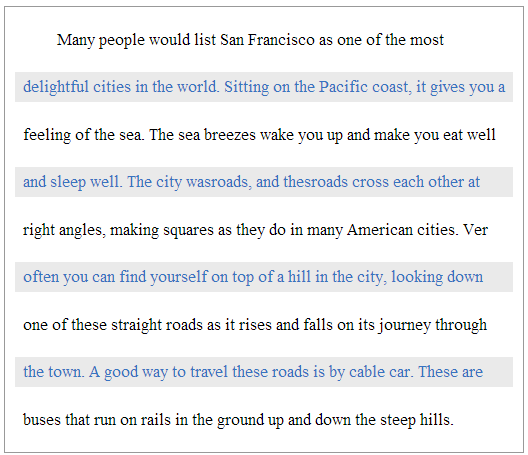 Many people would list San Francisco as one of the most
delightful cities in the world. Sitting on the Pacific coast, it gives you a
feeling of the sea. The sea breezes wake you up and make you eat well
and sleep well. The city wasroads, and thesroads cross each other at
right angles, making squares as they do in many American cities. Ver
often you can find yourself on top of a hill in the city, looking down
one of these straight roads as it rises and falls on its journey through
the town. A good way to travel these roads is by cable car. These are
buses that run on rails in the ground up and down the steep hills.